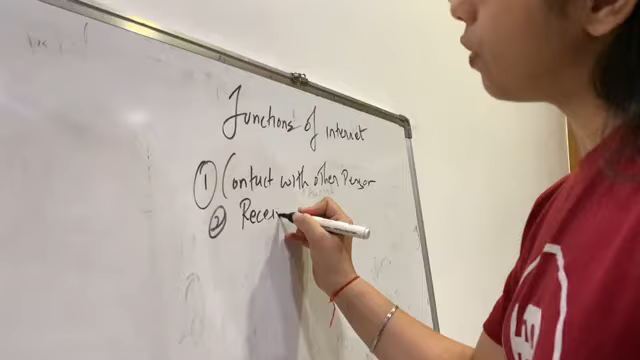 Functions of internet
① Contact with other Person
② Recei